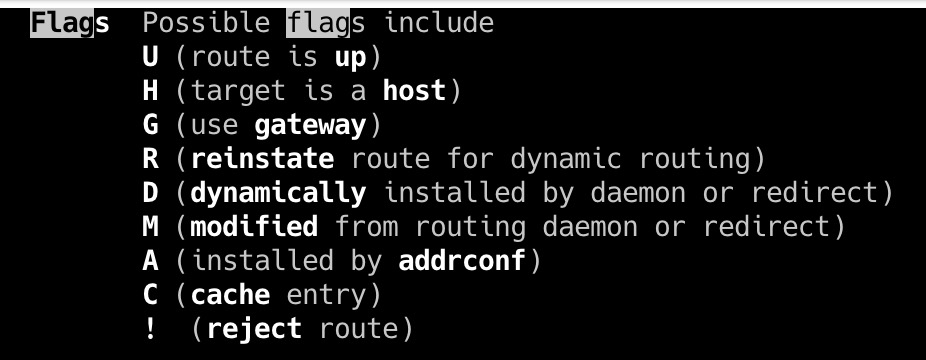 Flags Possible flags include
U (route is up)
H (target is a host)
G (use gateway)
R (reinstate route for dynamic routing)
D (dynamically installed by daemon or redirect)
M (modified from routing daemon or redirect)
A (installed by addrconf)
C (cache entry)
! (reject route)